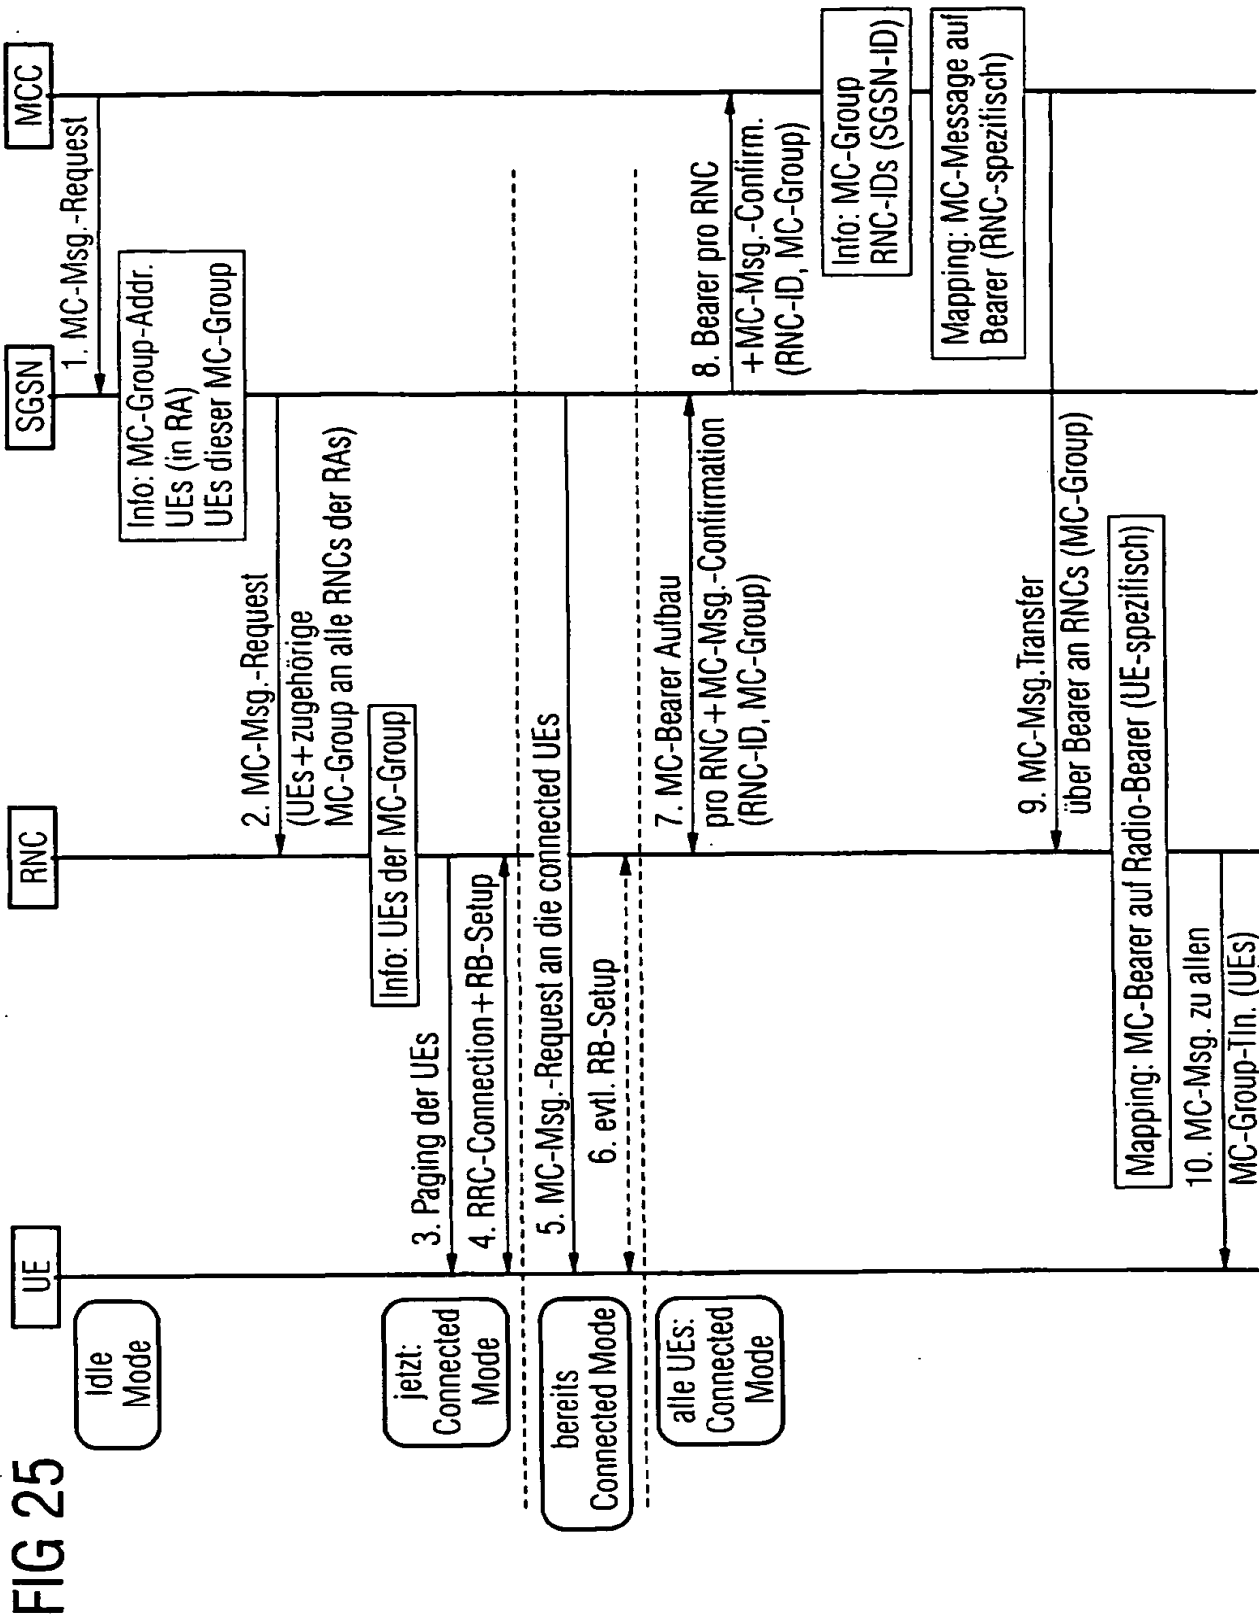 FIG 25
UE
RNC
SGSN
MCC
Idle
Mode
1. MC-Msg.-Request
Info: MC-Group-Addr.
UEs (in RA)
UEs dieser MC-Group
2. MC-Msg.-Request
(UEs+zugehörige
MC-Group an alle RNCs der RAs)
Info: UEs der MC-Group
jetzt:
Connected
Mode
3. Paging der UEs
4. RRC-Connection+RB-Setup
bereits
Connected Mode
5. MC-Msg.-Request an die connected UEs
6. evtl. RB-Setup
alle UEs:
Connected
Mode
7. MC-Bearer Aufbau
pro RNC+MC-Msg.-Confirmation
(RNC-ID, MC-Group)
8. Bearer pro RNC
+MC-Msg.-Confirm.
(RNC-ID, MC-Group)
Info: MC-Group
RNC-IDs (SGSN-ID)
Mapping: MC-Message auf
Bearer (RNC-spezifisch)
9. MC-Msg.Transfer
über Bearer an RNCs (MC-Group)
Mapping: MC-Bearer auf Radio-Bearer (UE-spezifisch)
10. MC-Msg. zu allen
MC-Group-Tln. (UEs)